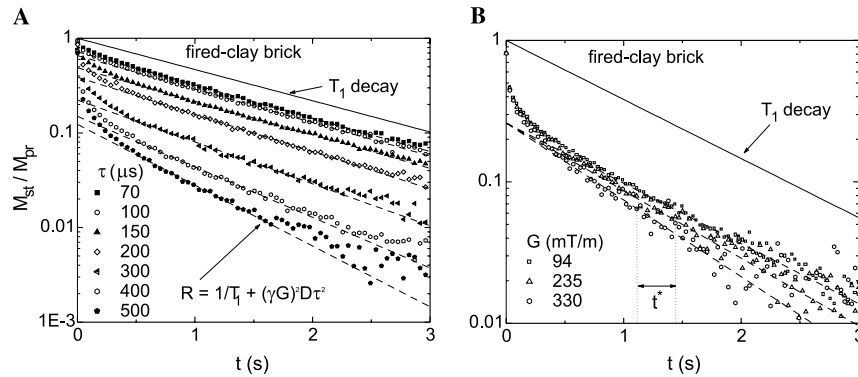 A
fired-clay brick
T₁ decay
M_st / M_pr
1
0.1
0.01
1E-3
τ (μs)
70
100
150
200
300
400
500
R = 1/T₁ + (γG)²Dτ²
0
1
2
3
t (s)
B
fired-clay brick
T₁ decay
1
0.1
0.01
G (mT/m)
94
235
330
t*
0
1
2
3
t (s)